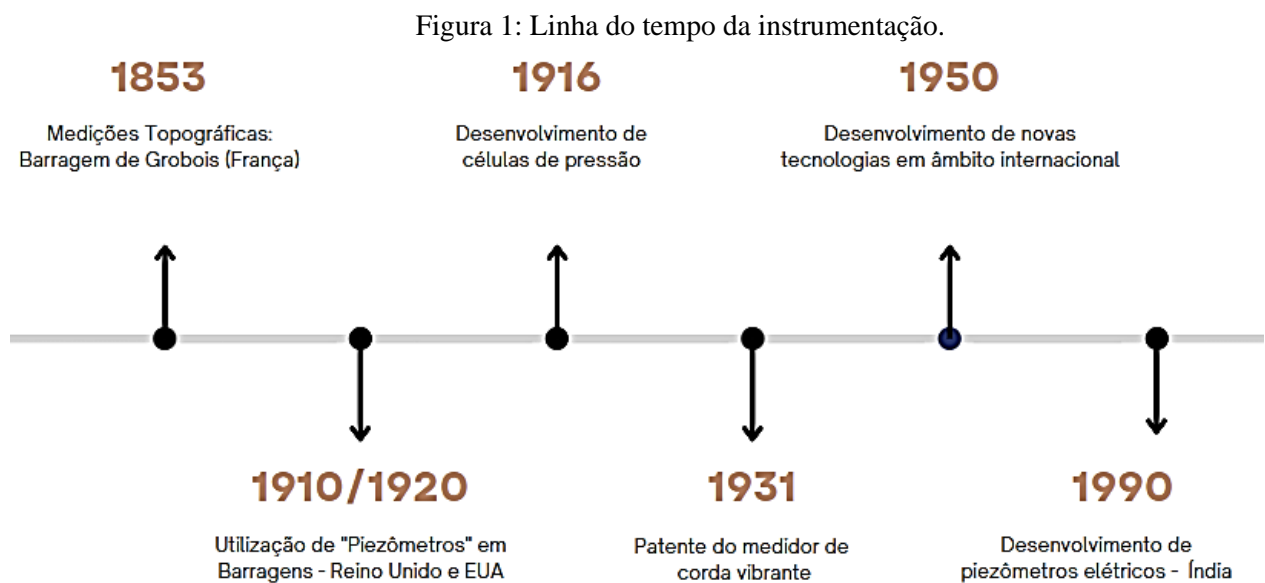 Figura 1: Linha do tempo da instrumentação.
1853
Medições Topográficas:
Barragem de Grobois (França)
1916
Desenvolvimento de
células de pressão
1950
Desenvolvimento de novas
tecnologias em âmbito internacional
1910/1920
Utilização de "Piezômetros" em
Barragens - Reino Unido e EUA
1931
Patente do medidor de
corda vibrante
1990
Desenvolvimento de
piezômetros elétricos - Índia